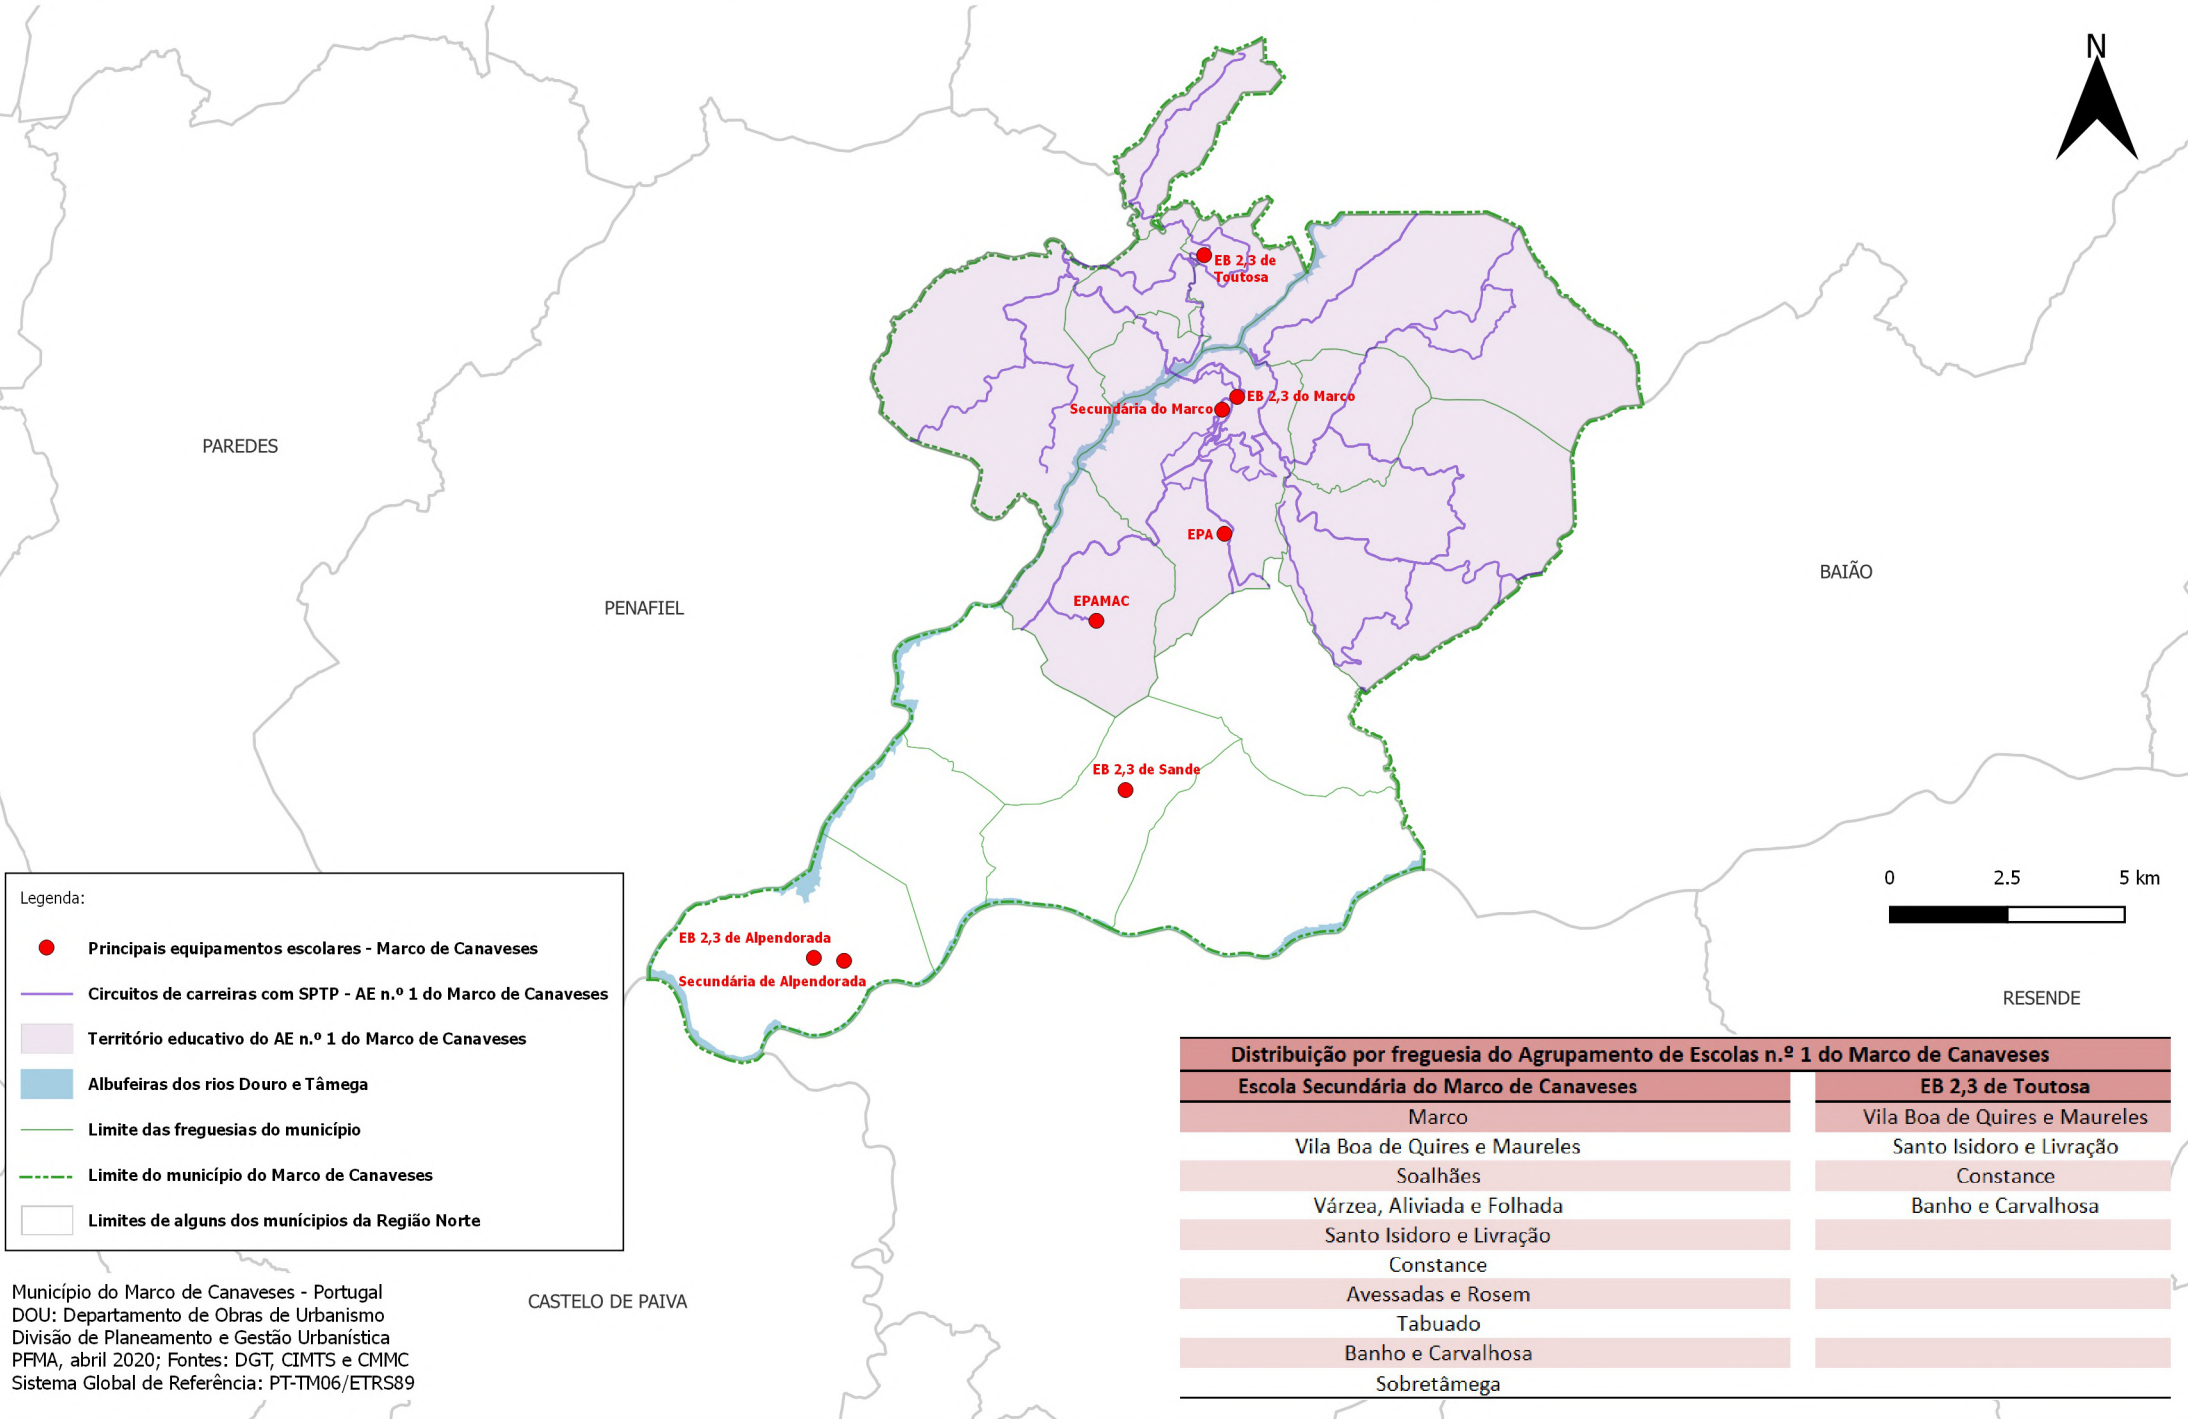 N
EB 2,3 de
Toutosa
EB 2,3 do Marco
Secundária do Marco
PAREDES
EPA
BAIÃO
EPAMAC
PENAFIEL
EB 2,3 de Sande
0 2.5 5 km
EB 2,3 de Alpendorada
Secundária de Alpendorada
RESENDE
CASTELO DE PAIVA
Legenda:
Principais equipamentos escolares - Marco de Canaveses
Circuitos de carreiras com SPTP - AE n.º 1 do Marco de Canaveses
Território educativo do AE n.º 1 do Marco de Canaveses
Albufeiras dos rios Douro e Tâmega
Limite das freguesias do município
Limite do município do Marco de Canaveses
Limites de alguns dos munícipios da Região Norte
Município do Marco de Canaveses - Portugal
DOU: Departamento de Obras de Urbanismo
Divisão de Planeamento e Gestão Urbanística
PFMA, abril 2020; Fontes: DGT, CIMTS e CMMC
Sistema Global de Referência: PT-TM06/ETRS89
Distribuição por freguesia do Agrupamento de Escolas n.º 1 do Marco de Canaveses
Escola Secundária do Marco de Canaveses EB 2,3 de Toutosa
Marco Vila Boa de Quires e Maureles
Vila Boa de Quires e Maureles Santo Isidoro e Livração
Soalhães Constance
Várzea, Aliviada e Folhada Banho e Carvalhosa
Santo Isidoro e Livração
Constance
Avessadas e Rosem
Tabuado
Banho e Carvalhosa
Sobretâmega